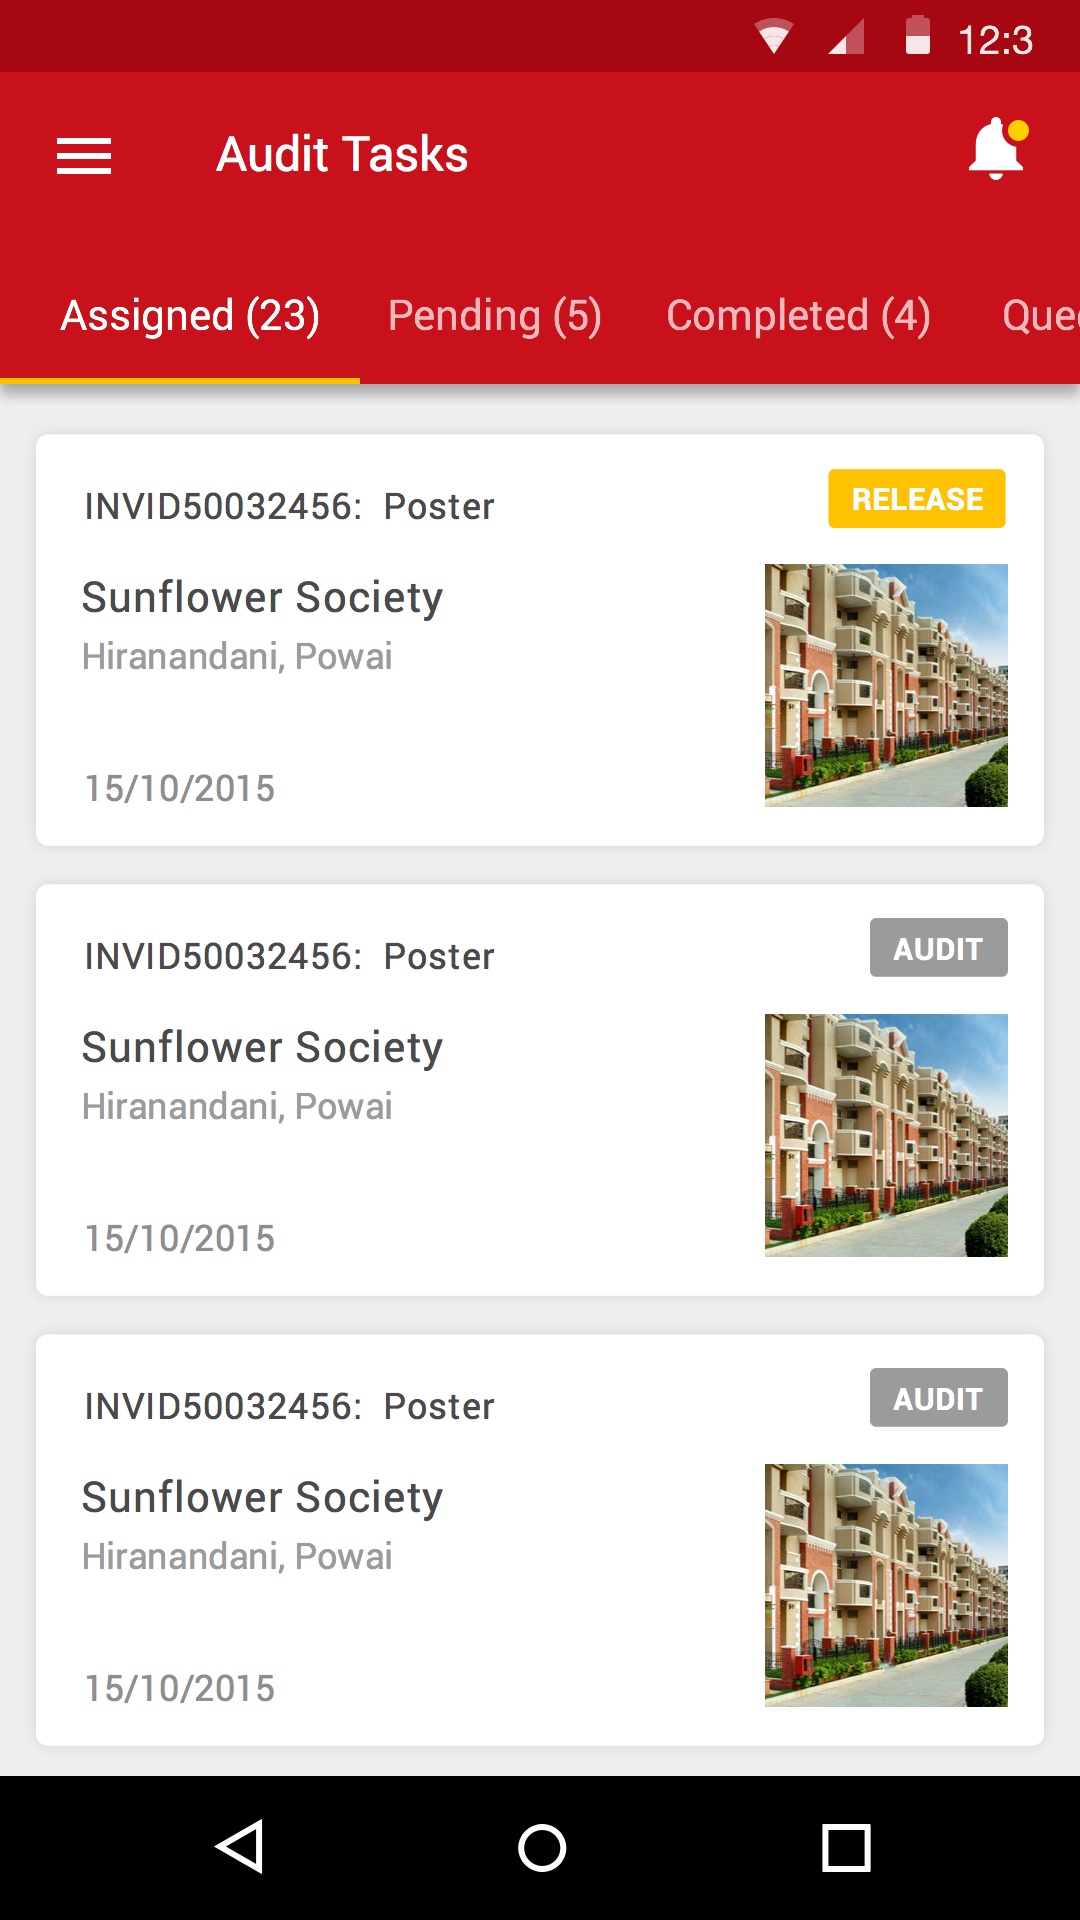 12:3
Audit Tasks
Assigned (23) Pending (5) Completed (4)
INVID50032456: Poster RELEASE
Sunflower Society
Hiranandani, Powai
15/10/2015
INVID50032456: Poster AUDIT
Sunflower Society
Hiranandani, Powai
15/10/2015
INVID50032456: Poster AUDIT
Sunflower Society
Hiranandani, Powai
15/10/2015